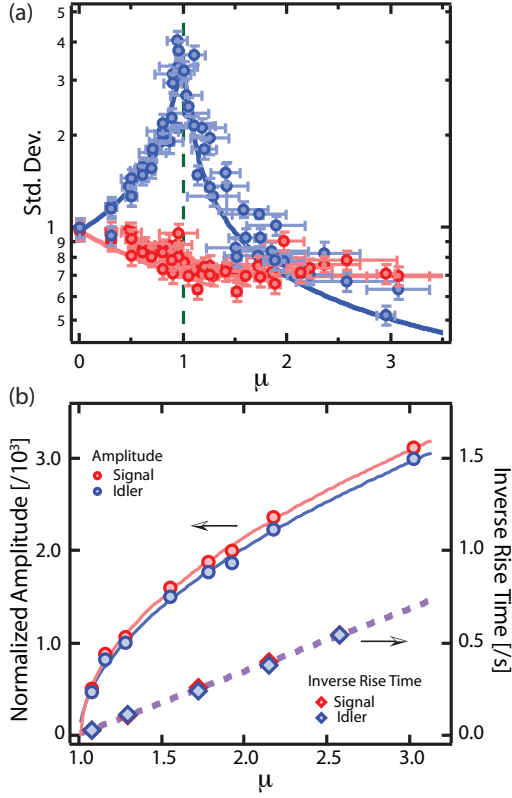 (a)
5
4
3
2
1
9
8
7
6
5
Std. Dev.
0
1
2
3
μ
(b)
Normalized Amplitude [/10³]
3.0
2.0
1.0
0
Amplitude
Signal
Idler
1.5
1.0
0.5
0.0
Inverse Rise Time [/s]
Inverse Rise Time
Signal
Idler
1.0
1.5
2.0
2.5
3.0
μ